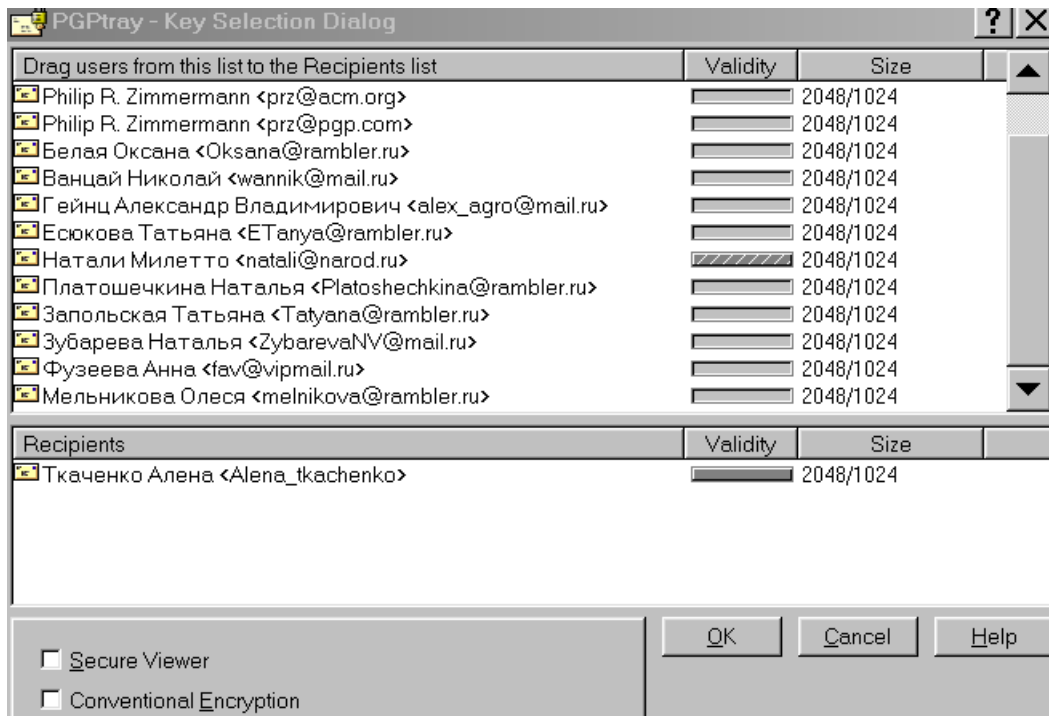 PGPtray - Key Selection Dialog
Drag users from this list to the Recipients list Validity Size
Philip R. Zimmermann <prz@acm.org> 2048/1024
Philip R. Zimmermann <prz@pgp.com> 2048/1024
Белая Оксана <Oksana@rambler.ru> 2048/1024
Ванцай Николай <wannik@mail.ru> 2048/1024
Гейнц Александр Владимирович <alex_agro@mail.ru> 2048/1024
Есюкова Татьяна <ETanya@rambler.ru> 2048/1024
Натали Милетто <natali@narod.ru> 2048/1024
Платошечкина Наталья <Platoshechkina@rambler.ru> 2048/1024
Запольская Татьяна <Tatyana@rambler.ru> 2048/1024
Зубарева Наталья <ZybarevaNV@mail.ru> 2048/1024
Фузеева Анна <fav@vipmail.ru> 2048/1024
Мельникова Олеся <melnikova@rambler.ru> 2048/1024
Recipients Validity Size
Ткаченко Алена <Alena_tkachenko> 2048/1024
OK Cancel Help
Secure Viewer
Conventional Encryption